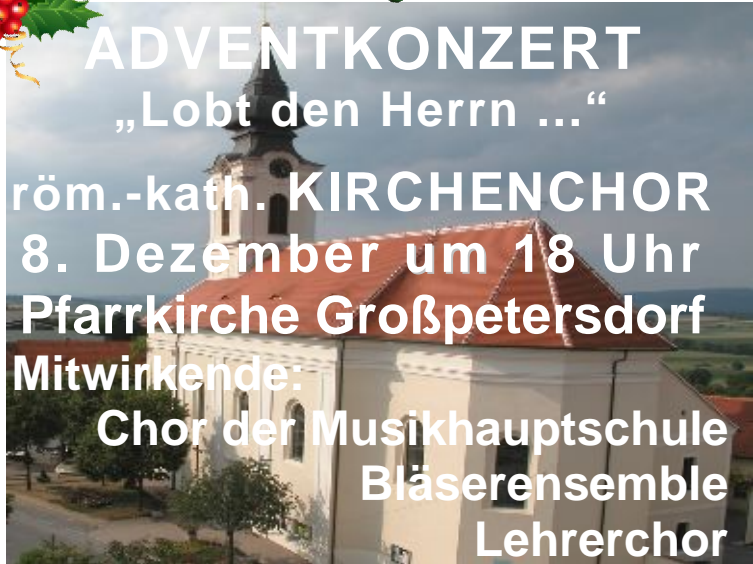 ADVENTKONZERT
„Lobt den Herrn ...“
röm.-kath. KIRCHENCHOR
8. Dezember um 18 Uhr
Pfarrkirche Großpetersdorf
Mitwirkende:
Chor der Musikhauptschule
Bläserensemble
Lehrerchor